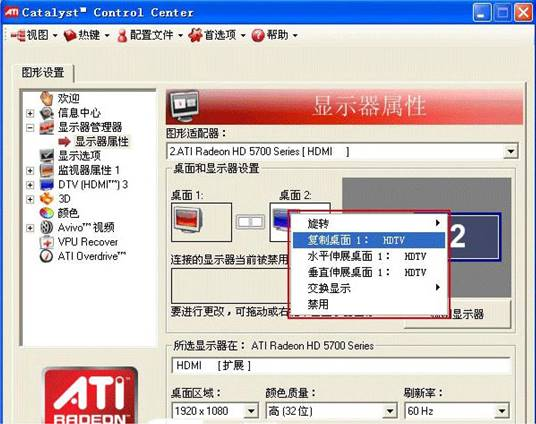 ATI Catalyst™ Control Center
视图 热键 配置文件 首选项 帮助
图形设置
欢迎
信息中心
显示器管理器
显示器属性
显示选项
监视器属性 1
DTV (HDMI™) 3
3D
颜色
Avivo™ 视频
VPU Recover
ATI Overdrive™
ATI
RADEON
显示器属性
图形适配器：
2.ATI Radeon HD 5700 Series [ HDMI ]
桌面和显示器设置
桌面 1: 桌面 2:
2
旋转
复制桌面 1： HDTV
水平伸展桌面 1： HDTV
垂直伸展桌面 1： HDTV
交换显示
禁用
连接的显示器当前被禁用
要进行更改，可拖动或右
显示器
所选显示器在： ATI Radeon HD 5700 Series
HDMI [扩展]
桌面区域： 颜色质量： 刷新率：
1920 x 1080 高 (32位) 60 Hz